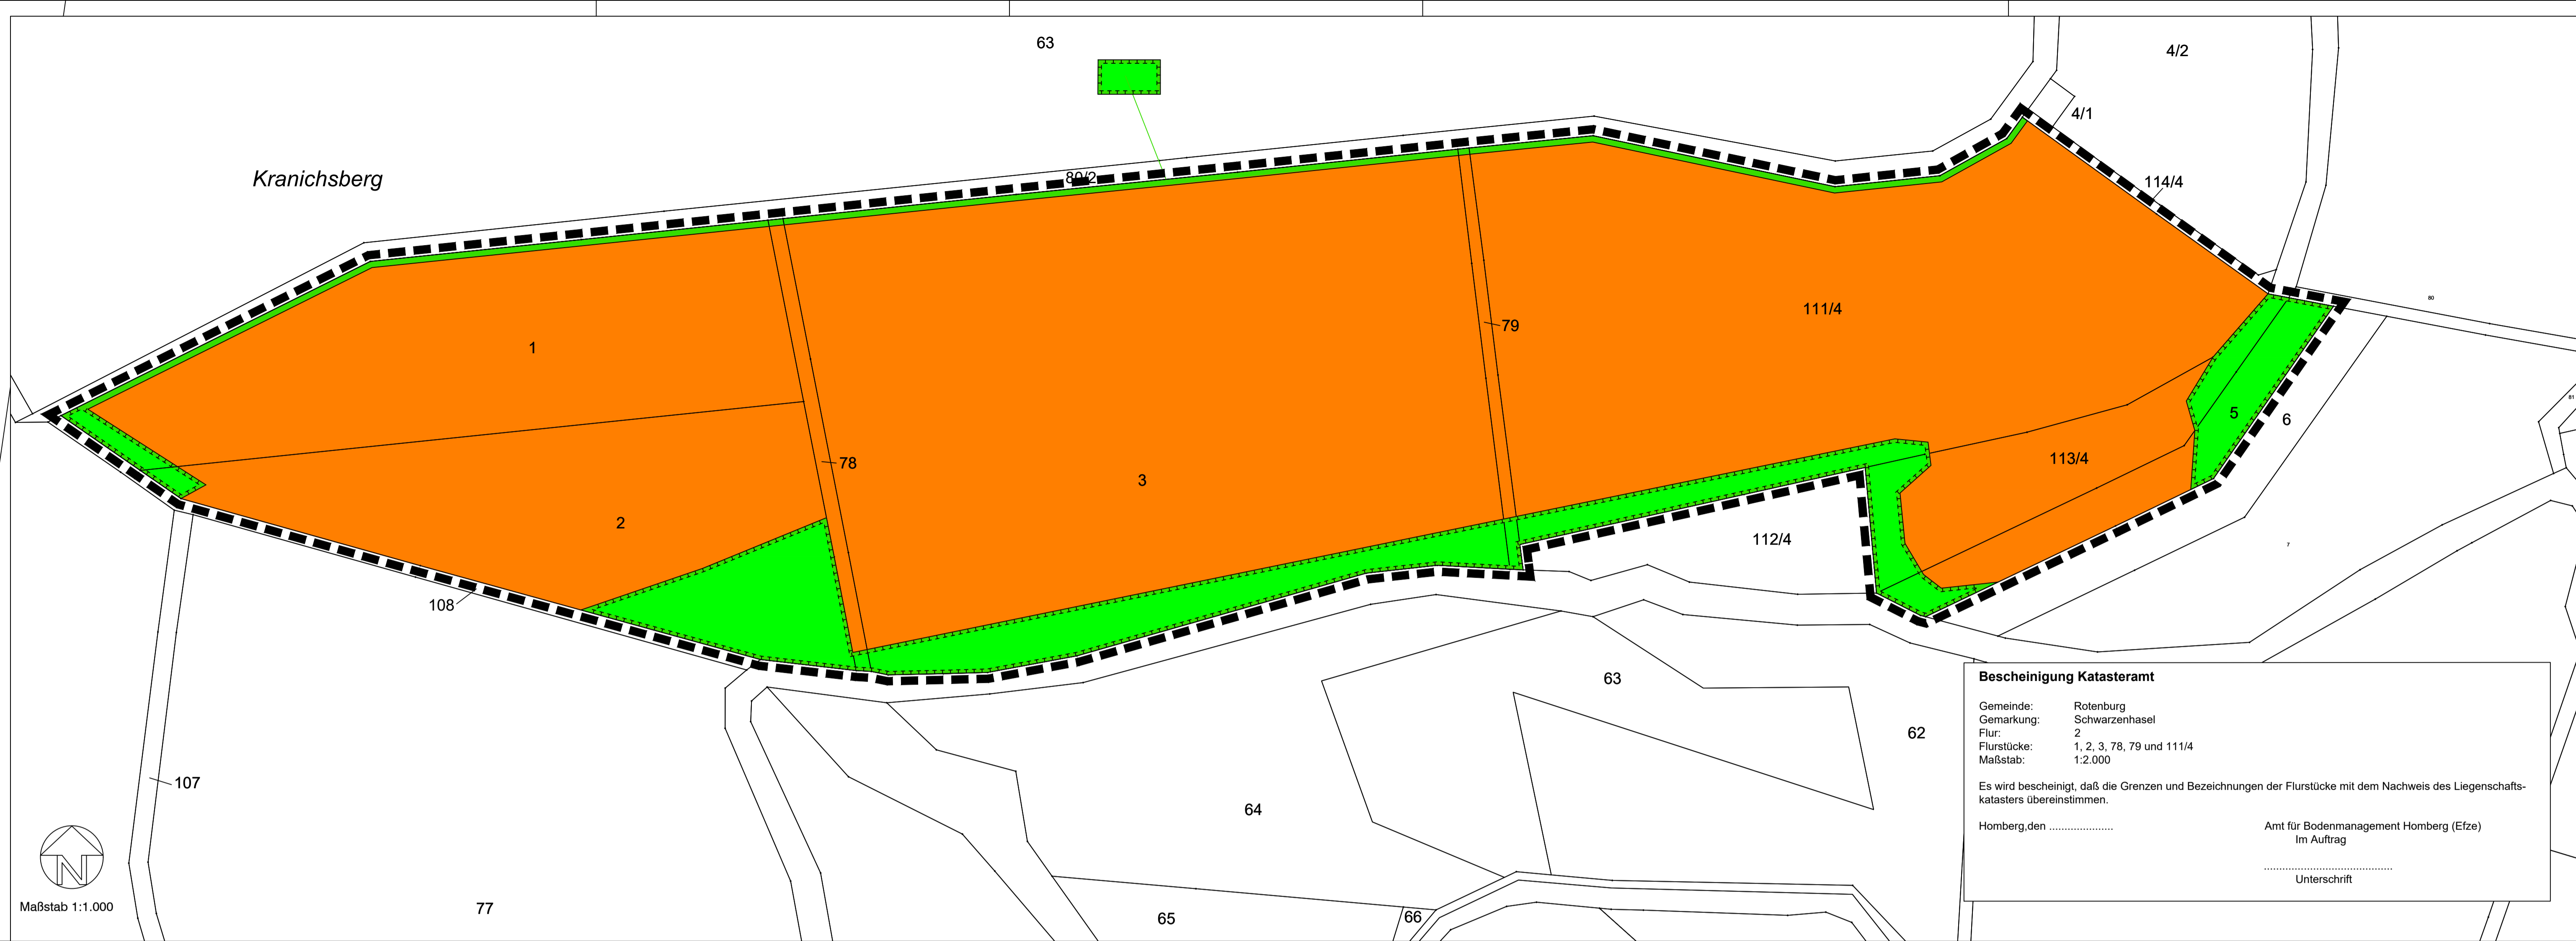 63
4/2
4/1
Kranichsberg
80/2
114/4
80
111/4
79
1
81
5
6
113/4
78
3
2
112/4
7
108
63
62
107
64
77
65
66
Maßstab 1:1.000
N
Bescheinigung Katasteramt
Gemeinde: Rotenburg
Gemarkung: Schwarzenhasel
Flur: 2
Flurstücke: 1, 2, 3, 78, 79 und 111/4
Maßstab: 1:2.000
Es wird bescheinigt, daß die Grenzen und Bezeichnungen der Flurstücke mit dem Nachweis des Liegenschafts-
katasters übereinstimmen.
Homberg,den ..................... Amt für Bodenmanagement Homberg (Efze)
Im Auftrag
..........................................
Unterschrift